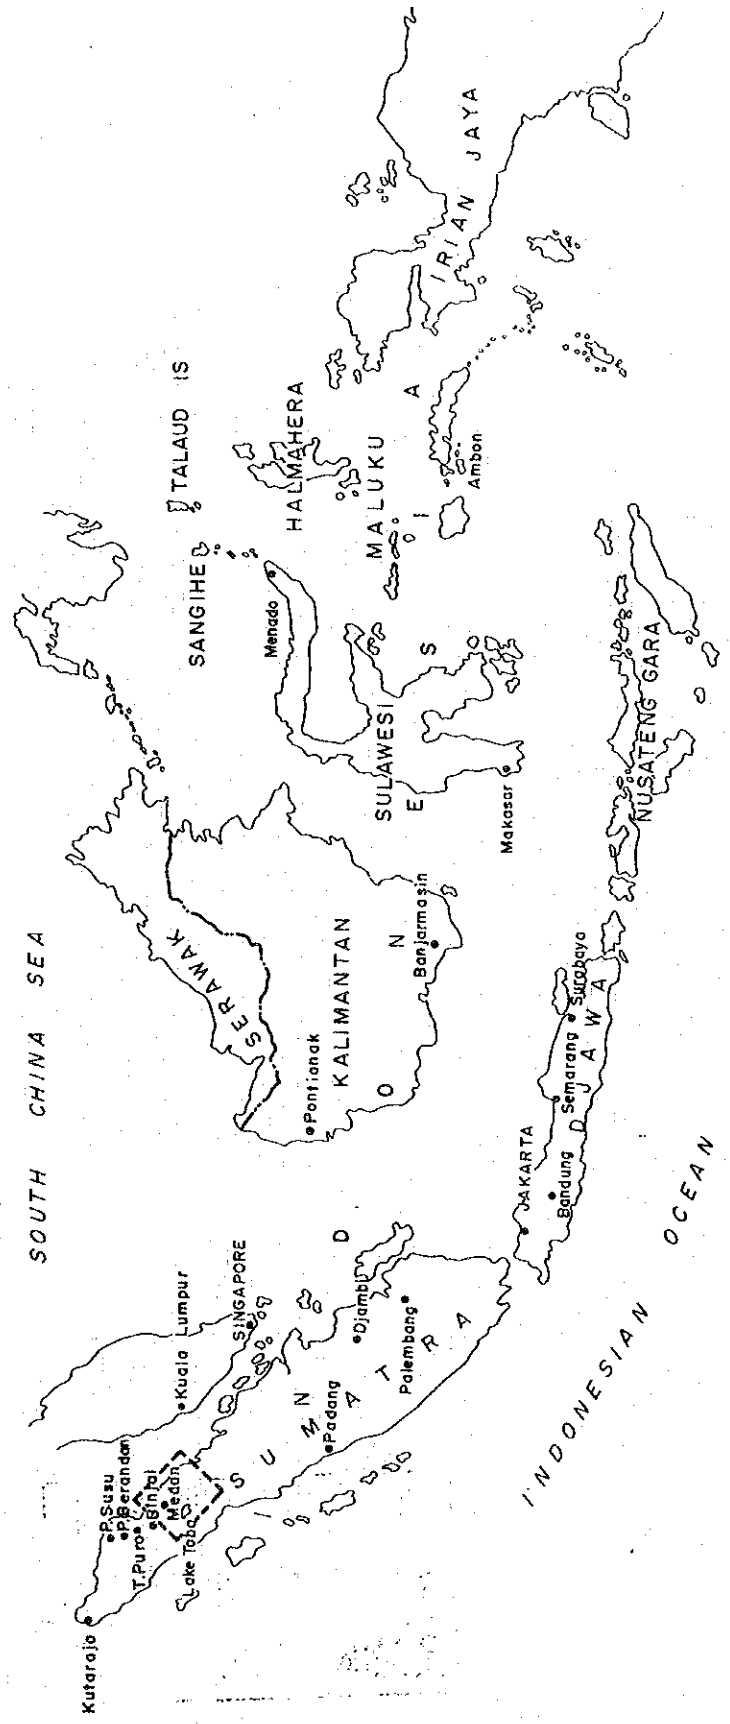 SOUTH CHINA SEA
TALAUD IS
SANGIHE
HALMAHERA
Menado
MALUKU
IRIAN JAYA
Ambon
SULAWESI
Makasar
NUSATENG GARA
SERAWAK
KALIMANTAN
Pontianak
Banjarmasin
INDONESIA
Kutaraja
P.Susu
P.Berandan
T.Pura
Binjai
Medan
Lake Toba
Kuala Lumpur
SINGAPORE
SUMATRA
Padang
Djambi
Palembang
JAKARTA
Bandung
Semarang
Surabaya
JAWA
INDONESIAN OCEAN